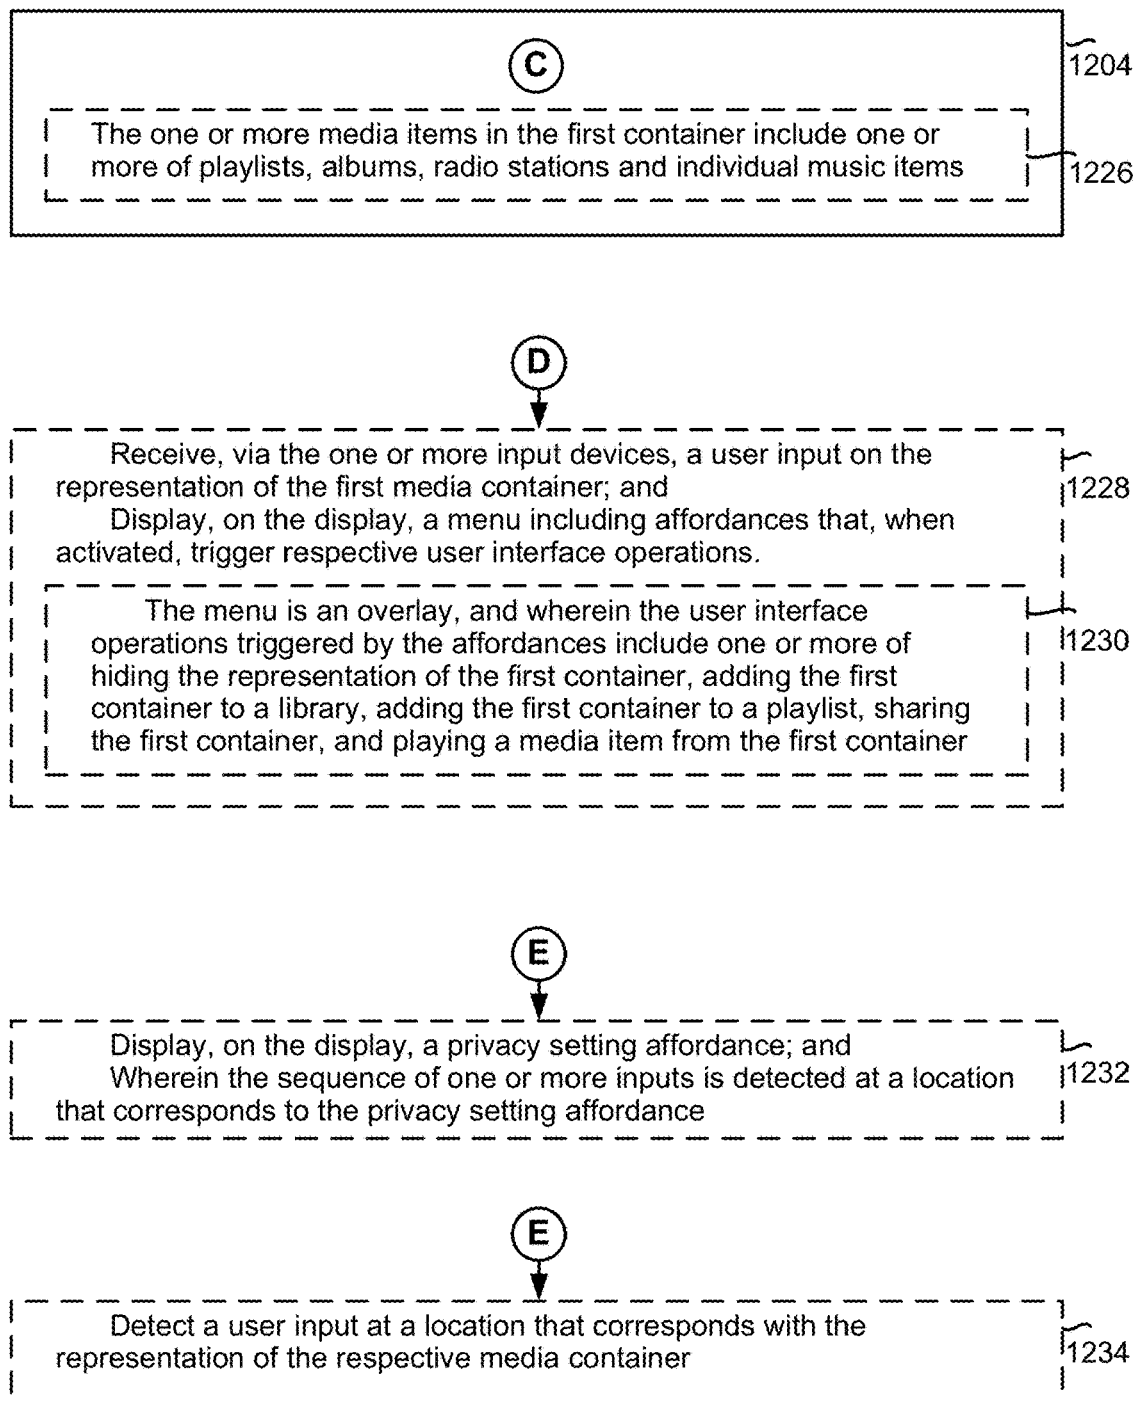 C
1204
The one or more media items in the first container include one or
more of playlists, albums, radio stations and individual music items
1226
D
Receive, via the one or more input devices, a user input on the
representation of the first media container; and
1228
Display, on the display, a menu including affordances that, when
activated, trigger respective user interface operations.
The menu is an overlay, and wherein the user interface
operations triggered by the affordances include one or more of
1230
hiding the representation of the first container, adding the first
container to a library, adding the first container to a playlist, sharing
the first container, and playing a media item from the first container
E
Display, on the display, a privacy setting affordance; and
Wherein the sequence of one or more inputs is detected at a location
1232
that corresponds to the privacy setting affordance
E
Detect a user input at a location that corresponds with the
representation of the respective media container
1234